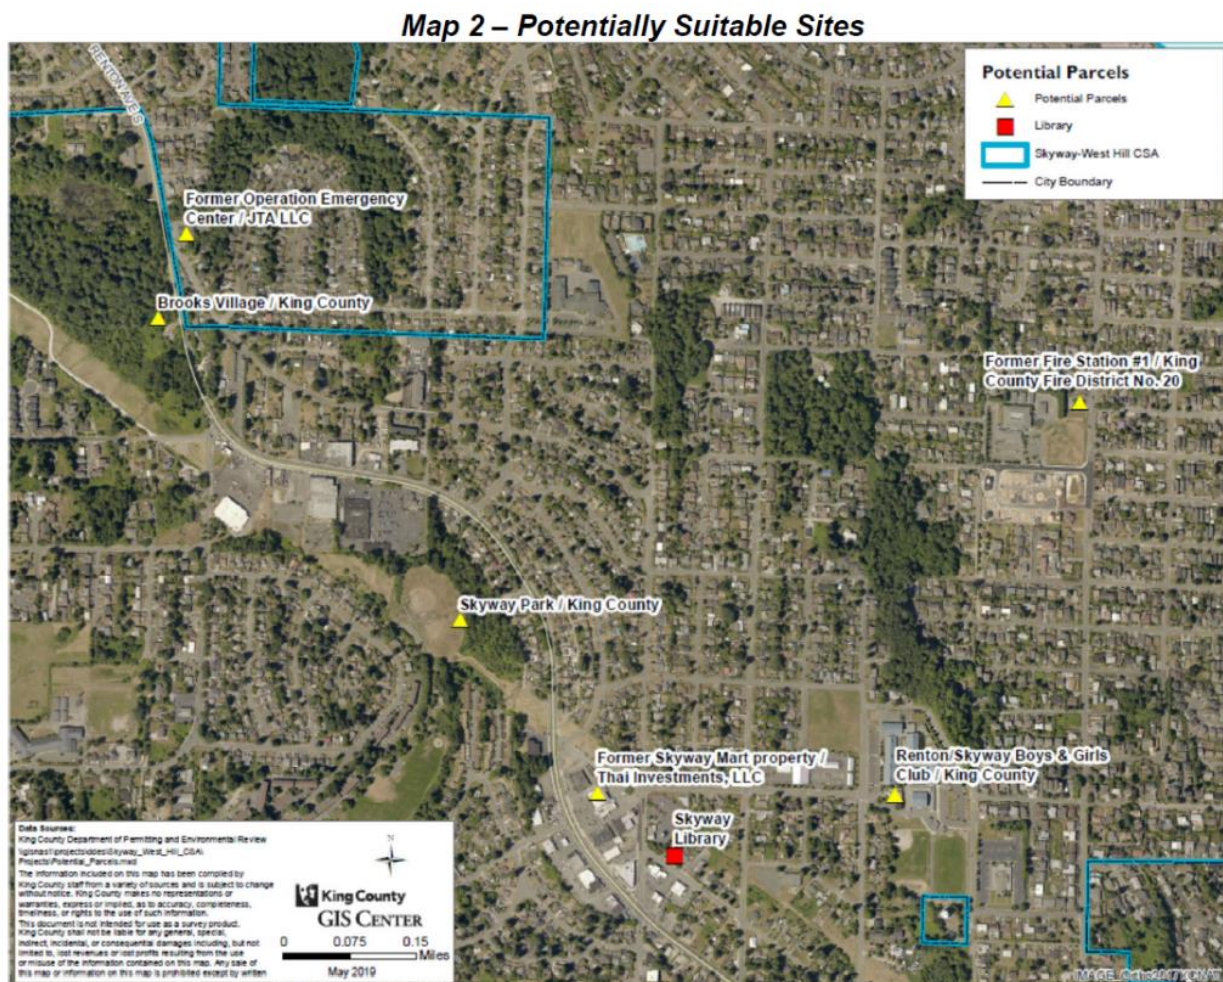 Map 2 – Potentially Suitable Sites
RENTON AVE S
Potential Parcels
Potential Parcels
Library
Skyway-West Hill CSA
City Boundary
Former Operation Emergency
Center / JTA LLC
Brooks Village / King County
Former Fire Station #1 / King
County Fire District No. 20
Skyway Park / King County
Former Skyway Mart property /
Thai Investments, LLC
Renton/Skyway Boys & Girls
Club / King County
Skyway
Library
Data Sources:
King County Department of Permitting and Environmental Review
Projects\Potential_Parcels.mxd
The information included on this map has been compiled by
King County staff from a variety of sources and is subject to change
without notice. King County makes no representations or
warranties, express or implied, as to accuracy, completeness,
timeliness, or rights to the use of such information.
This document is not intended for use as a survey product.
King County shall not be liable for any general, special,
indirect, incidental, or consequential damages including, but not
limited to, lost revenues or lost profits resulting from the use
or misuse of the information contained on this map. Any sale of
this map or information on this map is prohibited except by written
N
King County
GIS CENTER
0 0.075 0.15
Miles
May 2019